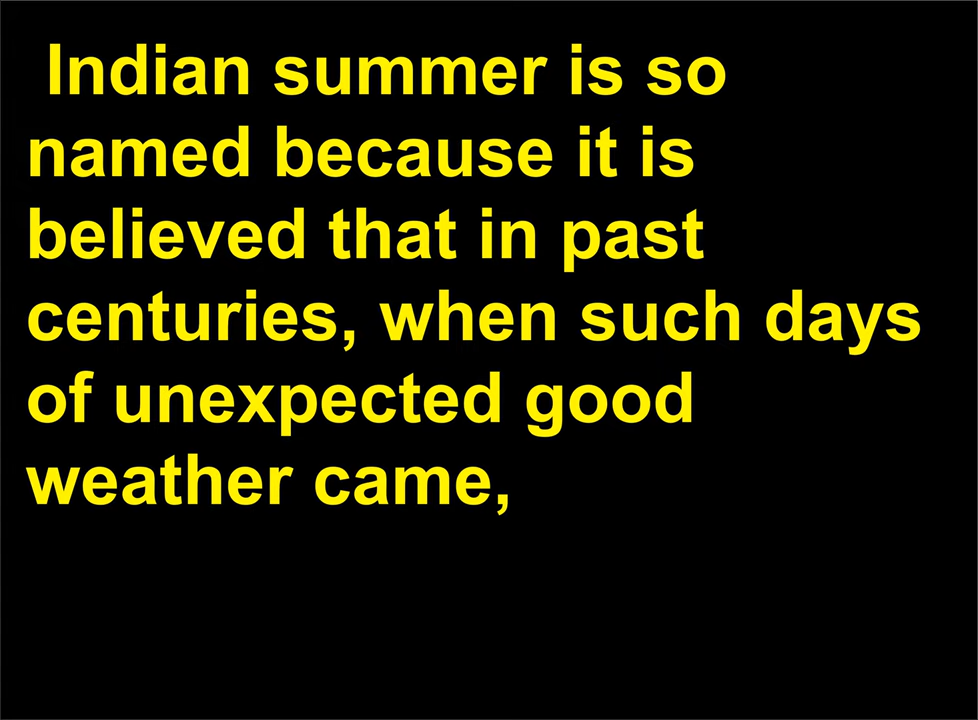 Indian summer is so
named because it is
believed that in past
centuries, when such days
of unexpected good
weather came,